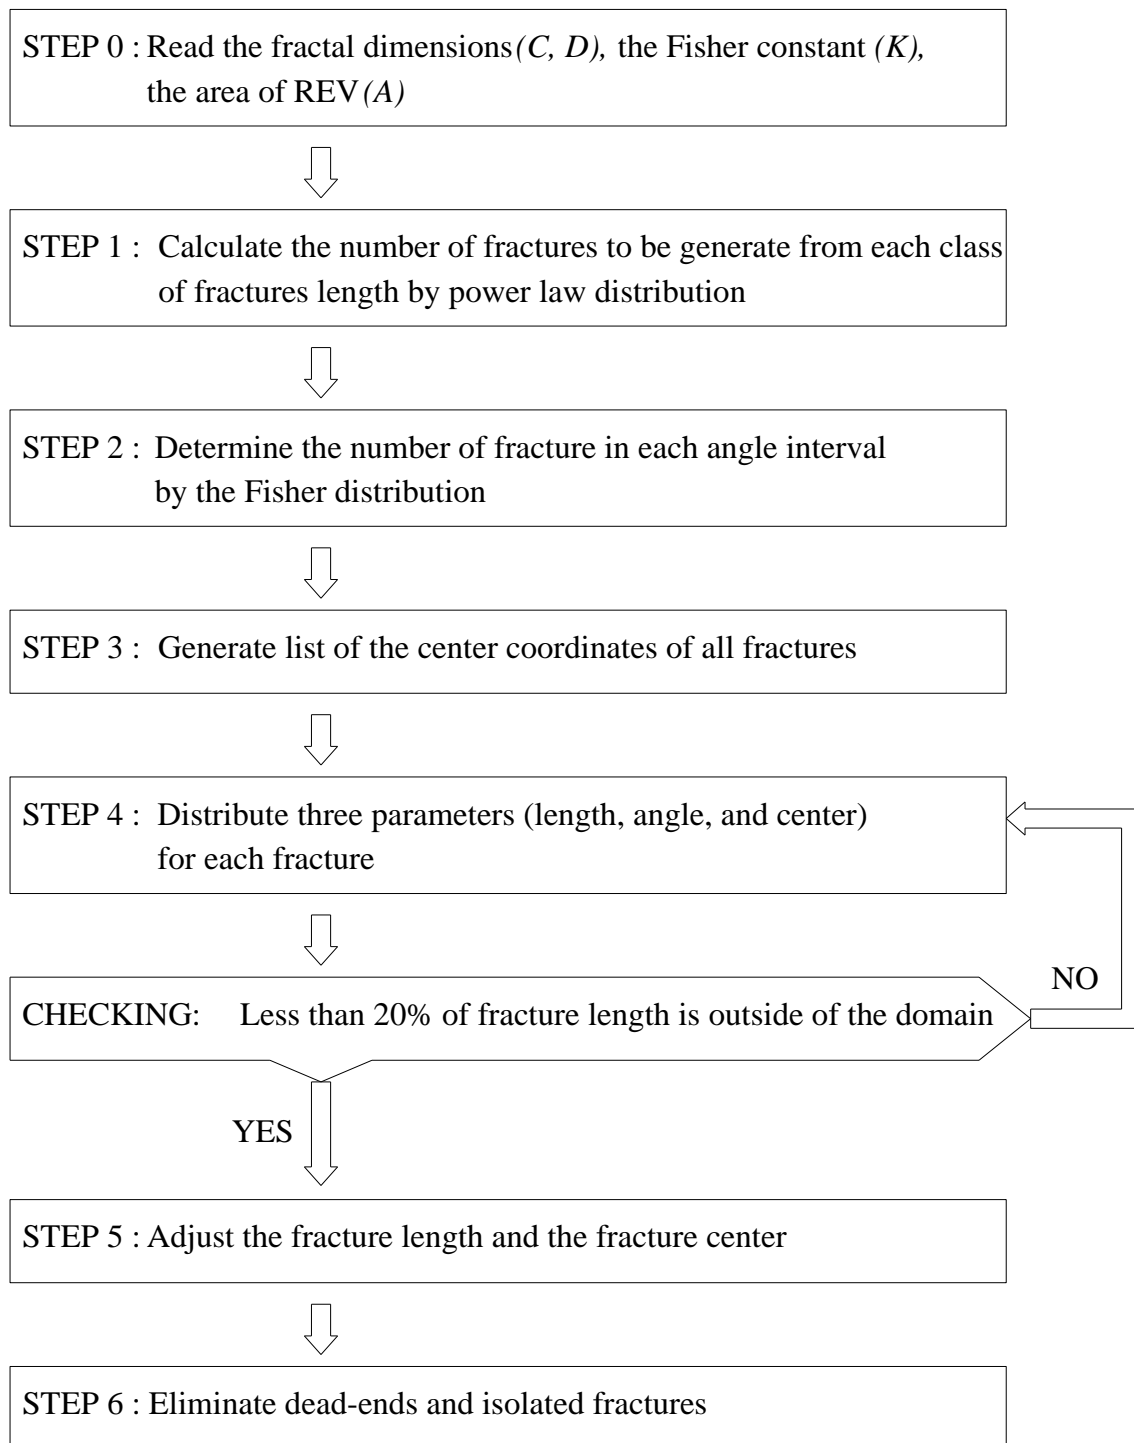 STEP 0 : Read the fractal dimensions (C, D), the Fisher constant (K),
the area of REV (A)
STEP 1 : Calculate the number of fractures to be generate from each class
of fractures length by power law distribution
STEP 2 : Determine the number of fracture in each angle interval
by the Fisher distribution
STEP 3 : Generate list of the center coordinates of all fractures
STEP 4 : Distribute three parameters (length, angle, and center)
for each fracture
NO
CHECKING: Less than 20% of fracture length is outside of the domain
YES
STEP 5 : Adjust the fracture length and the fracture center
STEP 6 : Eliminate dead-ends and isolated fractures